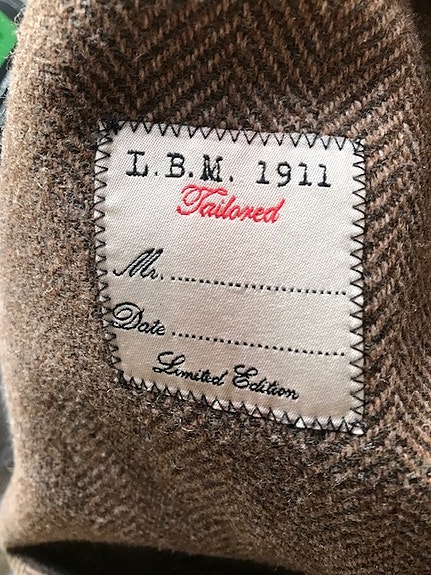 L.B.M. 1911
Tailored
Mr. ........................................
Date ........................................
Limited Edition